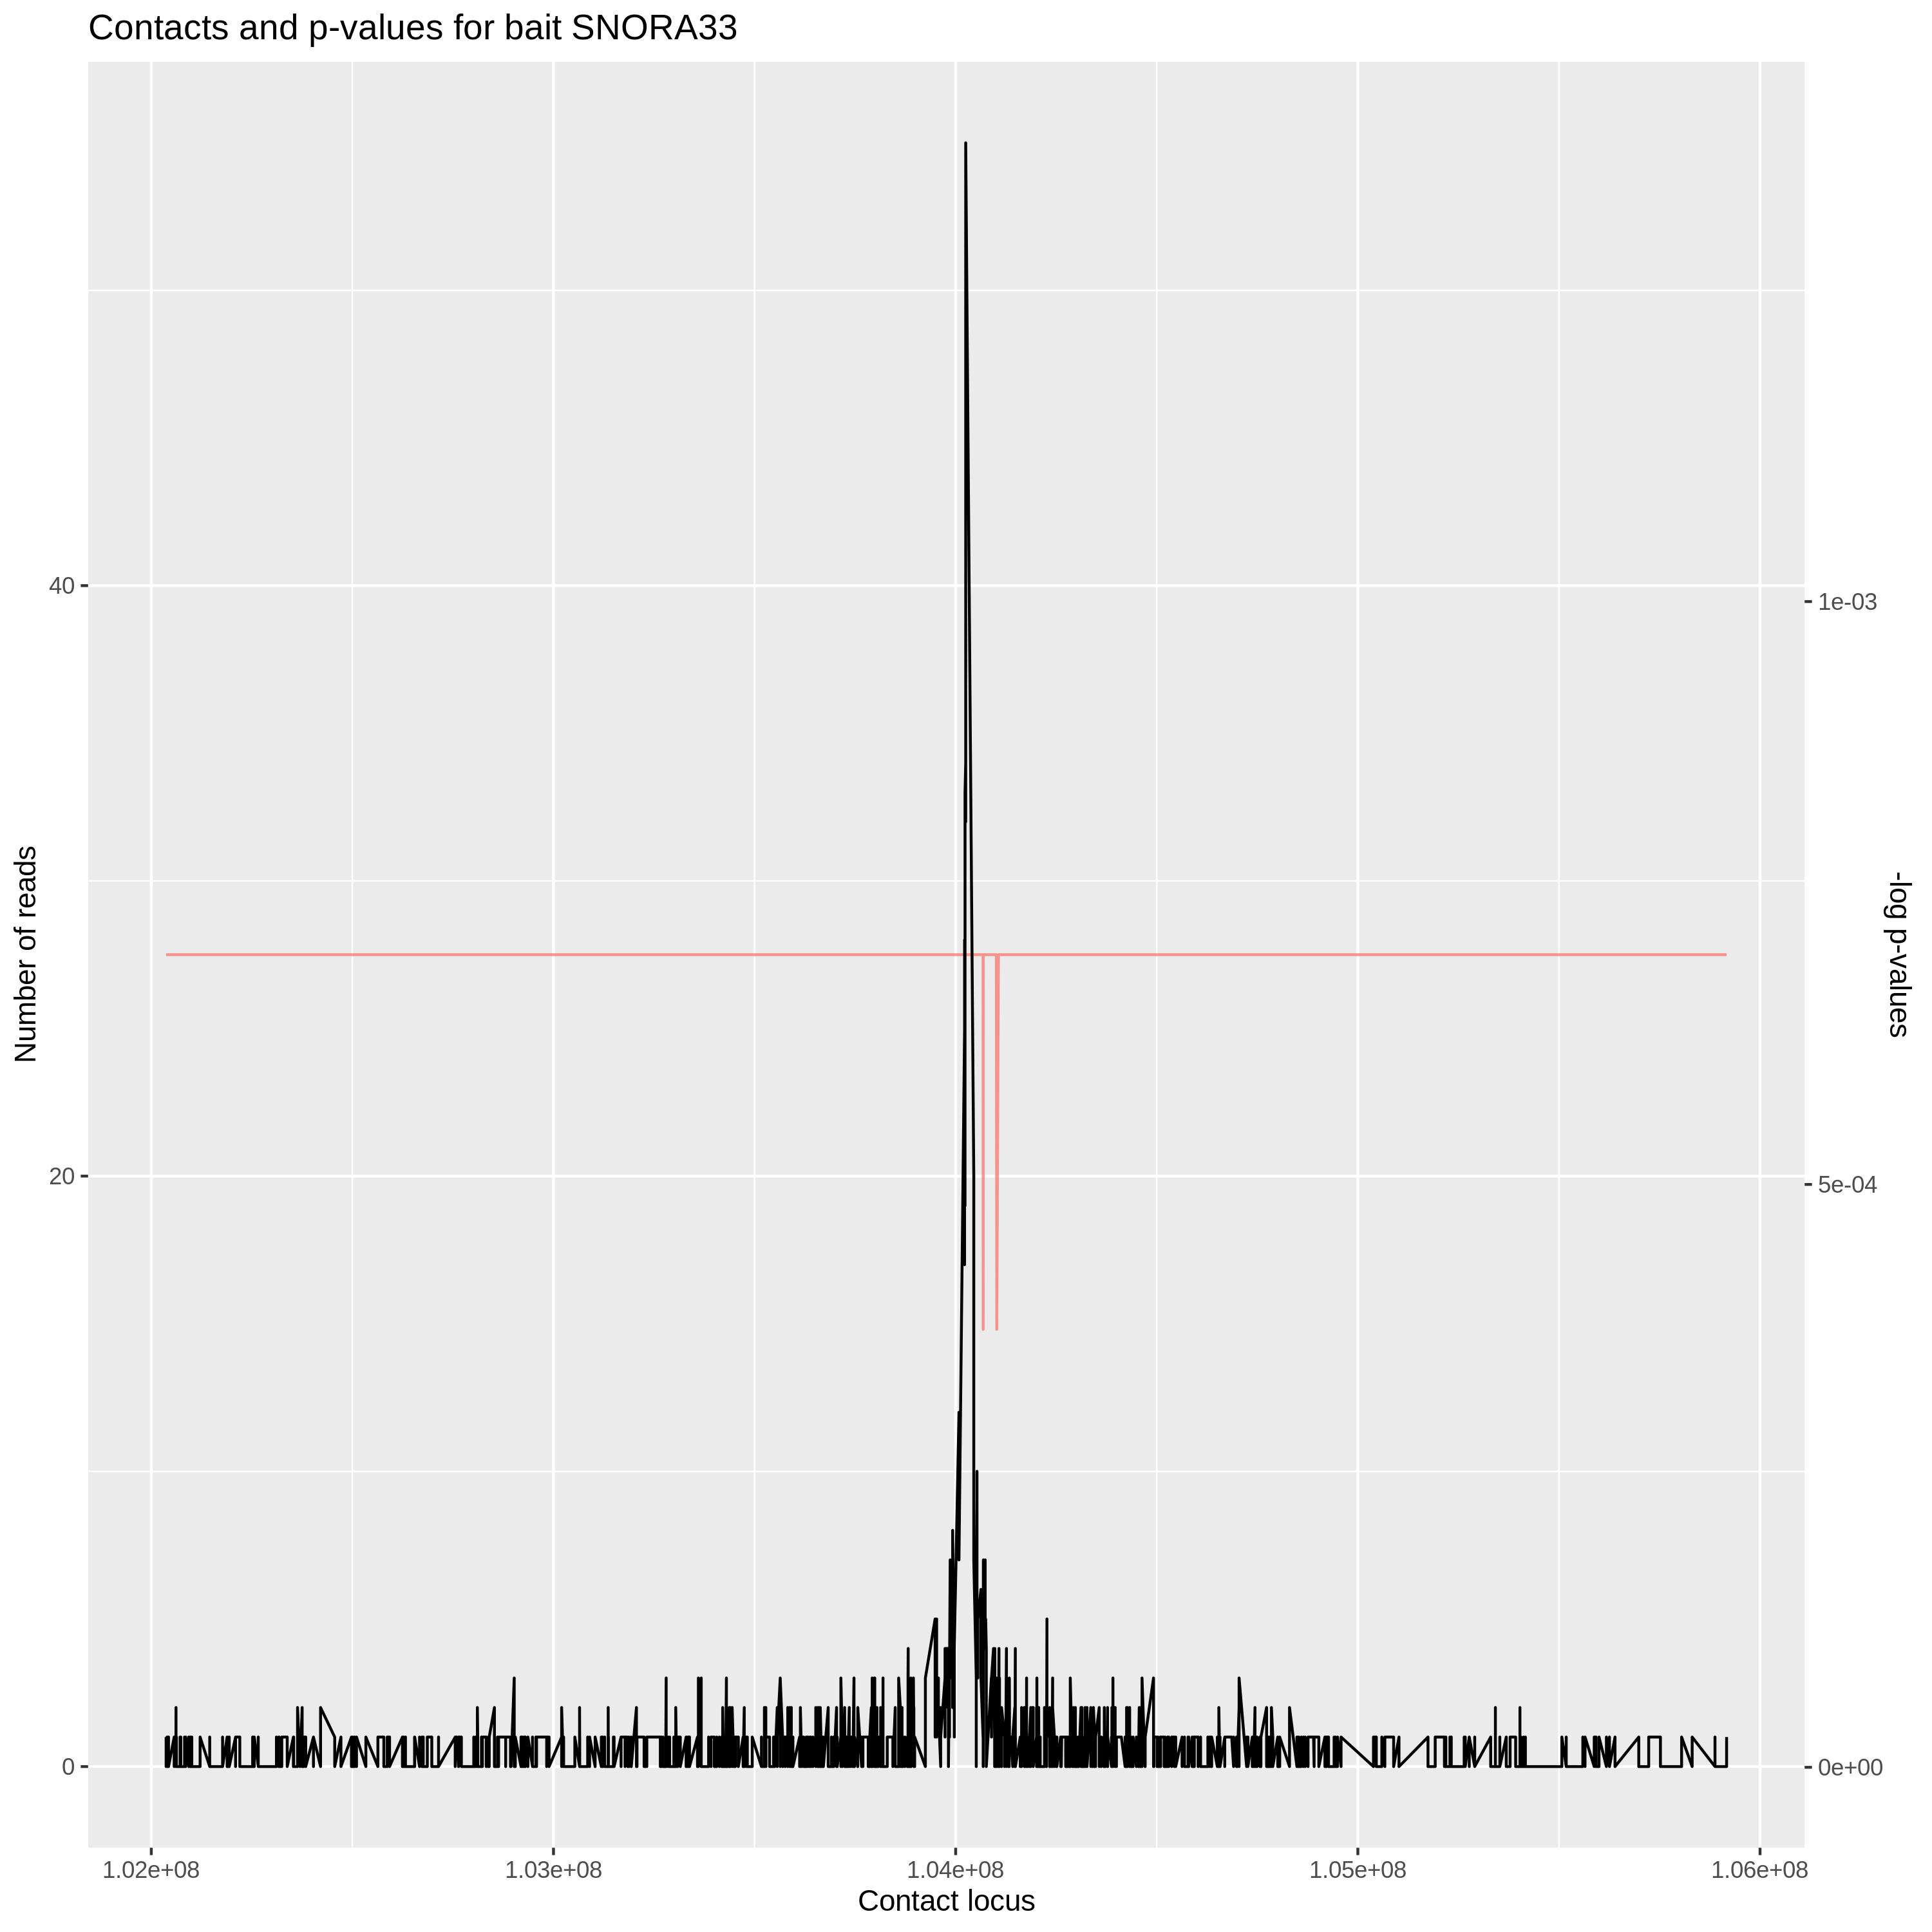 Contacts and p-values for bait SNORA33
Number of reads
40
20
0
1e-03
5e-04
0e+00
-log p-values
1.02e+08
1.03e+08
1.04e+08
1.05e+08
1.06e+08
Contact locus